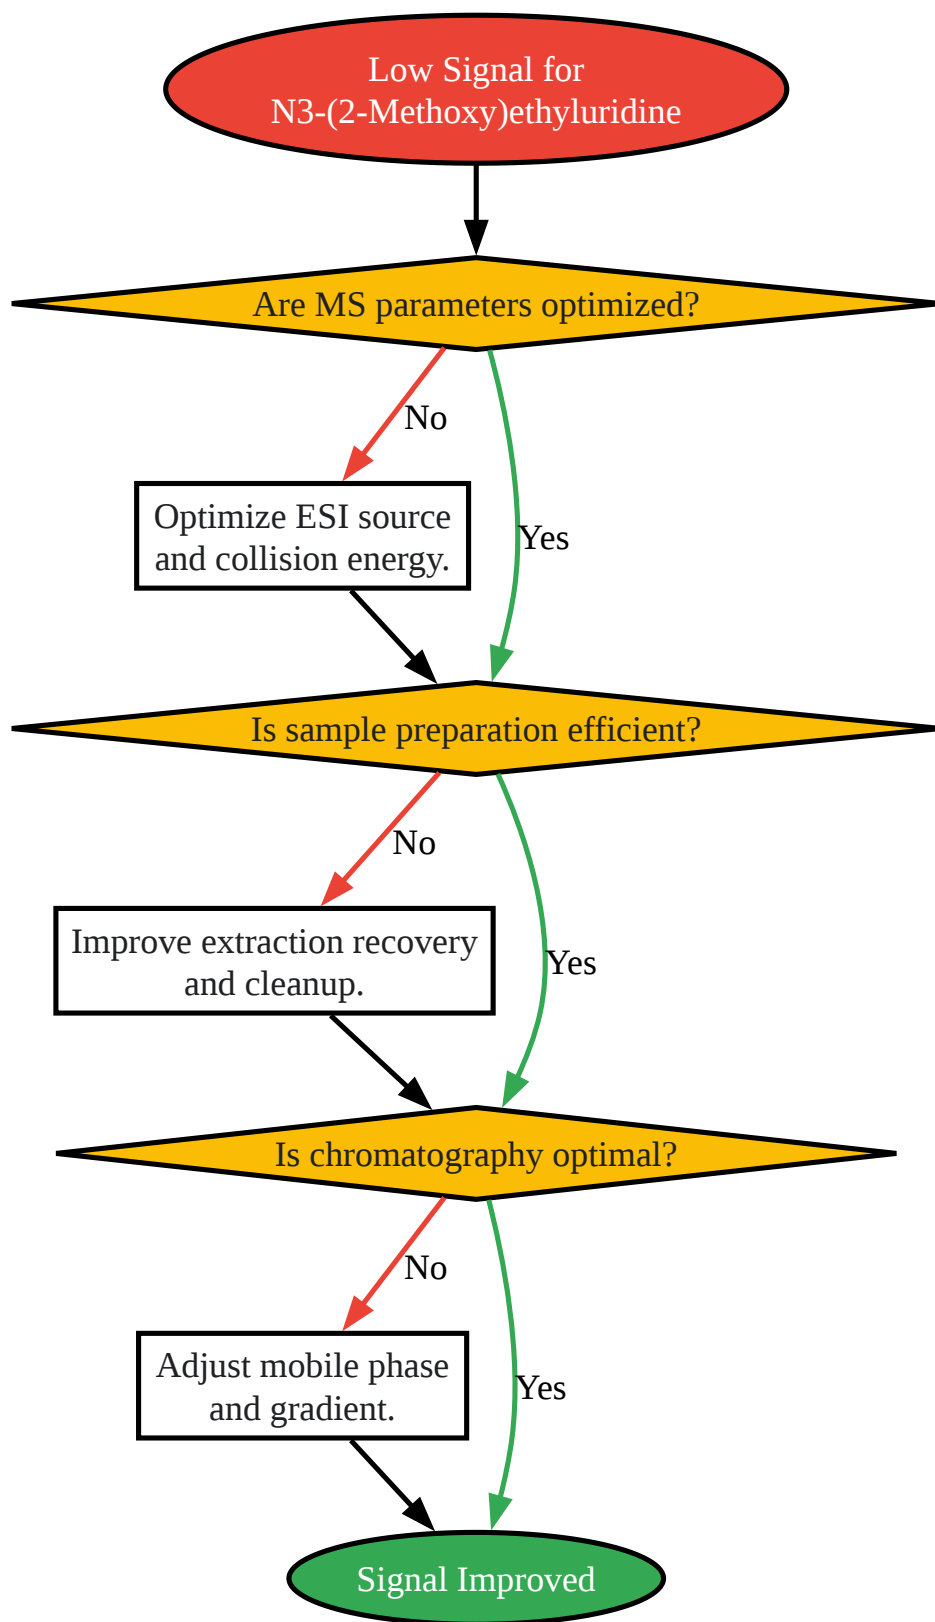 Low Signal for
N3-(2-Methoxy)ethyluridine
Are MS parameters optimized?
No
Optimize ESI source
and collision energy.
Yes
Is sample preparation efficient?
No
Improve extraction recovery
and cleanup.
Yes
Is chromatography optimal?
No
Adjust mobile phase
and gradient.
Yes
Signal Improved